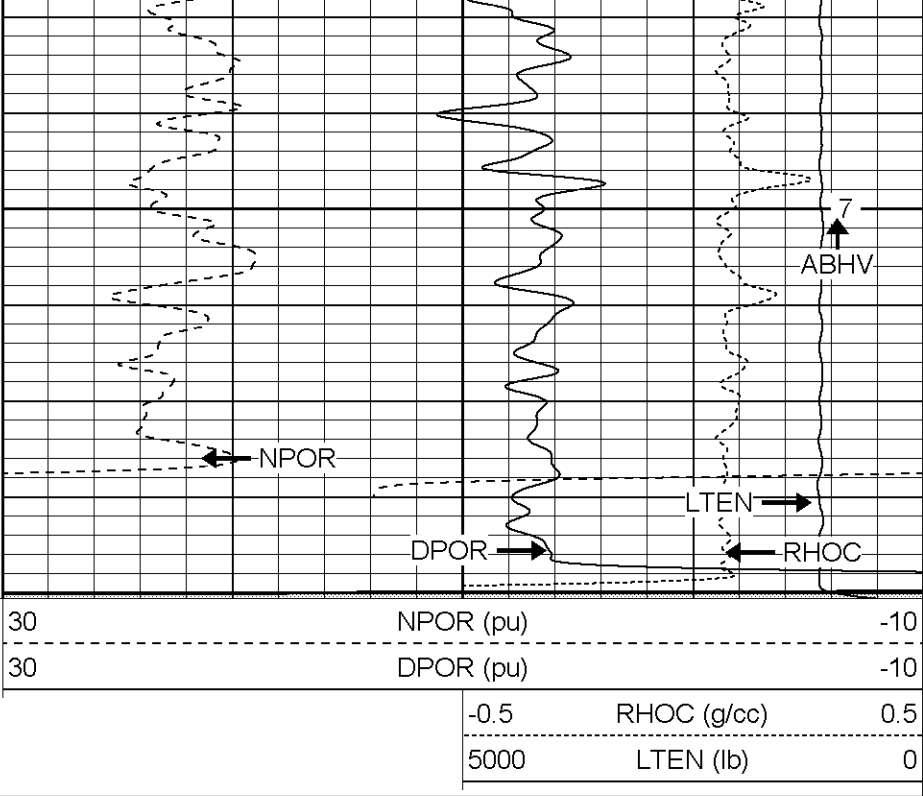 7
ABHV
NPOR
LTEN
DPOR
RHOC
30 NPOR (pu) -10
30 DPOR (pu) -10
-0.5 RHOC (g/cc) 0.5
5000 LTEN (lb) 0